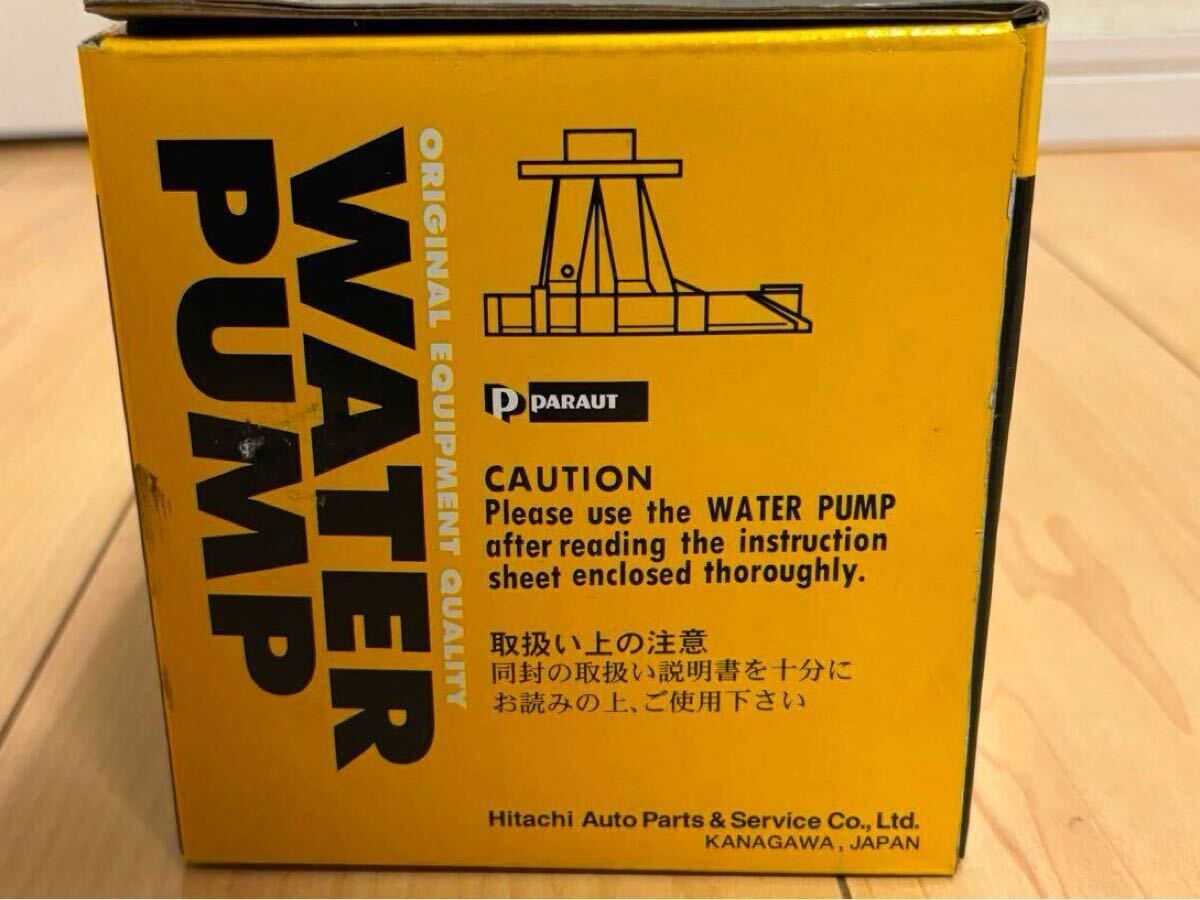 WATER
PUMP
ORIGINAL EQUIPMENT QUALITY
P PARAUT
CAUTION
Please use the WATER PUMP
after reading the instruction
sheet enclosed thoroughly.
取扱い上の注意
同封の取扱い説明書を十分に
お読みの上、ご使用下さい
Hitachi Auto Parts & Service Co., Ltd.
KANAGAWA, JAPAN